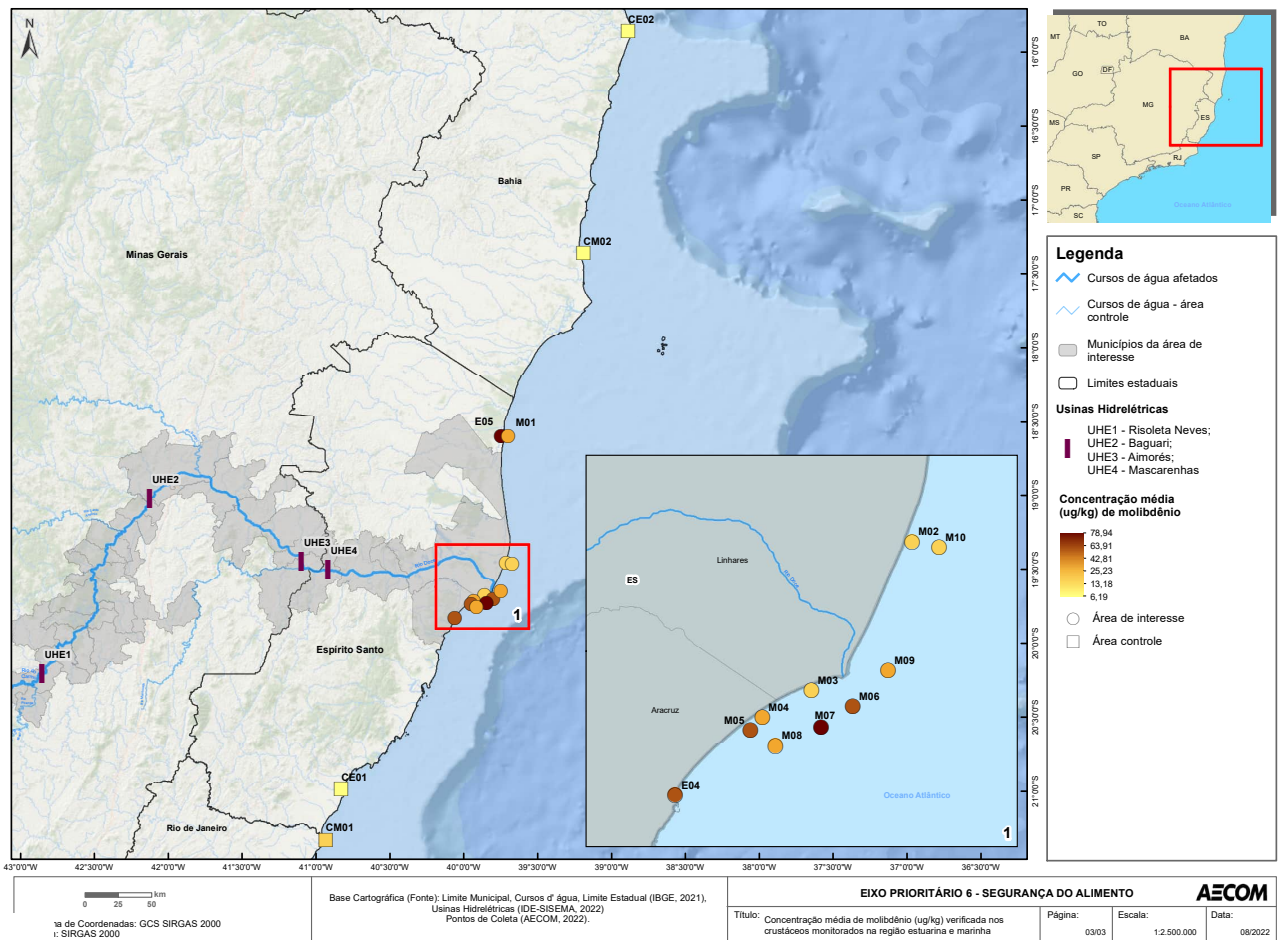 N
CE02
Bahia
CM02
Minas Gerais
E05
M01
UHE2
UHE3
UHE4
Rio Doce
1
UHE1
Espírito Santo
CE01
Rio de Janeiro
CM01
Linhares
ES
Rio Doce
M02
M10
M09
M03
M06
Aracruz
M04
M07
M05
M08
E04
Oceano Atlântico
1
16°0'0"S
16°30'0"S
17°0'0"S
17°30'0"S
18°0'0"S
18°30'0"S
19°0'0"S
19°30'0"S
20°0'0"S
20°30'0"S
21°0'0"S
43°0'0"W
42°30'0"W
42°0'0"W
41°30'0"W
41°0'0"W
40°30'0"W
40°0'0"W
39°30'0"W
39°0'0"W
38°30'0"W
38°0'0"W
37°30'0"W
37°0'0"W
36°30'0"W
TO
MT
BA
GO
DF
MG
MS
ES
SP
RJ
PR
SC
Oceano Atlântico
Legenda
Cursos de água afetados
Cursos de água - área
controle
Municípios da área de
interesse
Limites estaduais
Usinas Hidrelétricas
UHE1 - Risoleta Neves;
UHE2 - Baguari;
UHE3 - Aimorés;
UHE4 - Mascarenhas
Concentração média
(ug/kg) de molibdênio
78,94
63,91
42,81
25,23
13,18
6,19
Área de interesse
Área controle
km
0 25 50
na de Coordenadas: GCS SIRGAS 2000
: SIRGAS 2000
Base Cartográfica (Fonte): Limite Municipal, Cursos d' água, Limite Estadual (IBGE, 2021),
Usinas Hidrelétricas (IDE-SISEMA, 2022)
Pontos de Coleta (AECOM, 2022).
EIXO PRIORITÁRIO 6 - SEGURANÇA DO ALIMENTO
AECOM
Título: Concentração média de molibdênio (ug/kg) verificada nos
crustáceos monitorados na região estuarina e marinha
Página:
03/03
Escala:
1:2.500.000
Data:
08/2022